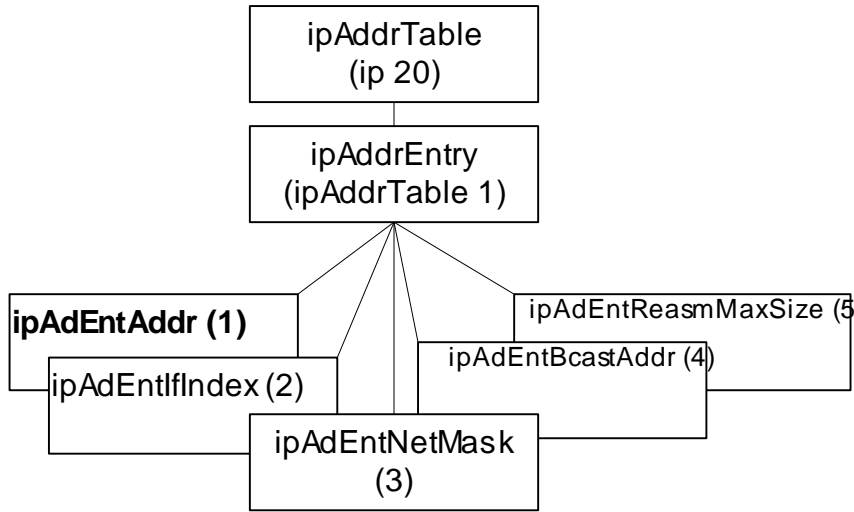 ipAddrTable
(ip 20)
ipAddrEntry
(ipAddrTable 1)
ipAdEntAddr (1)
ipAdEntReasmMaxSize (5
ipAdEntIfIndex (2)
ipAdEntBcastAddr (4)
ipAdEntNetMask
(3)